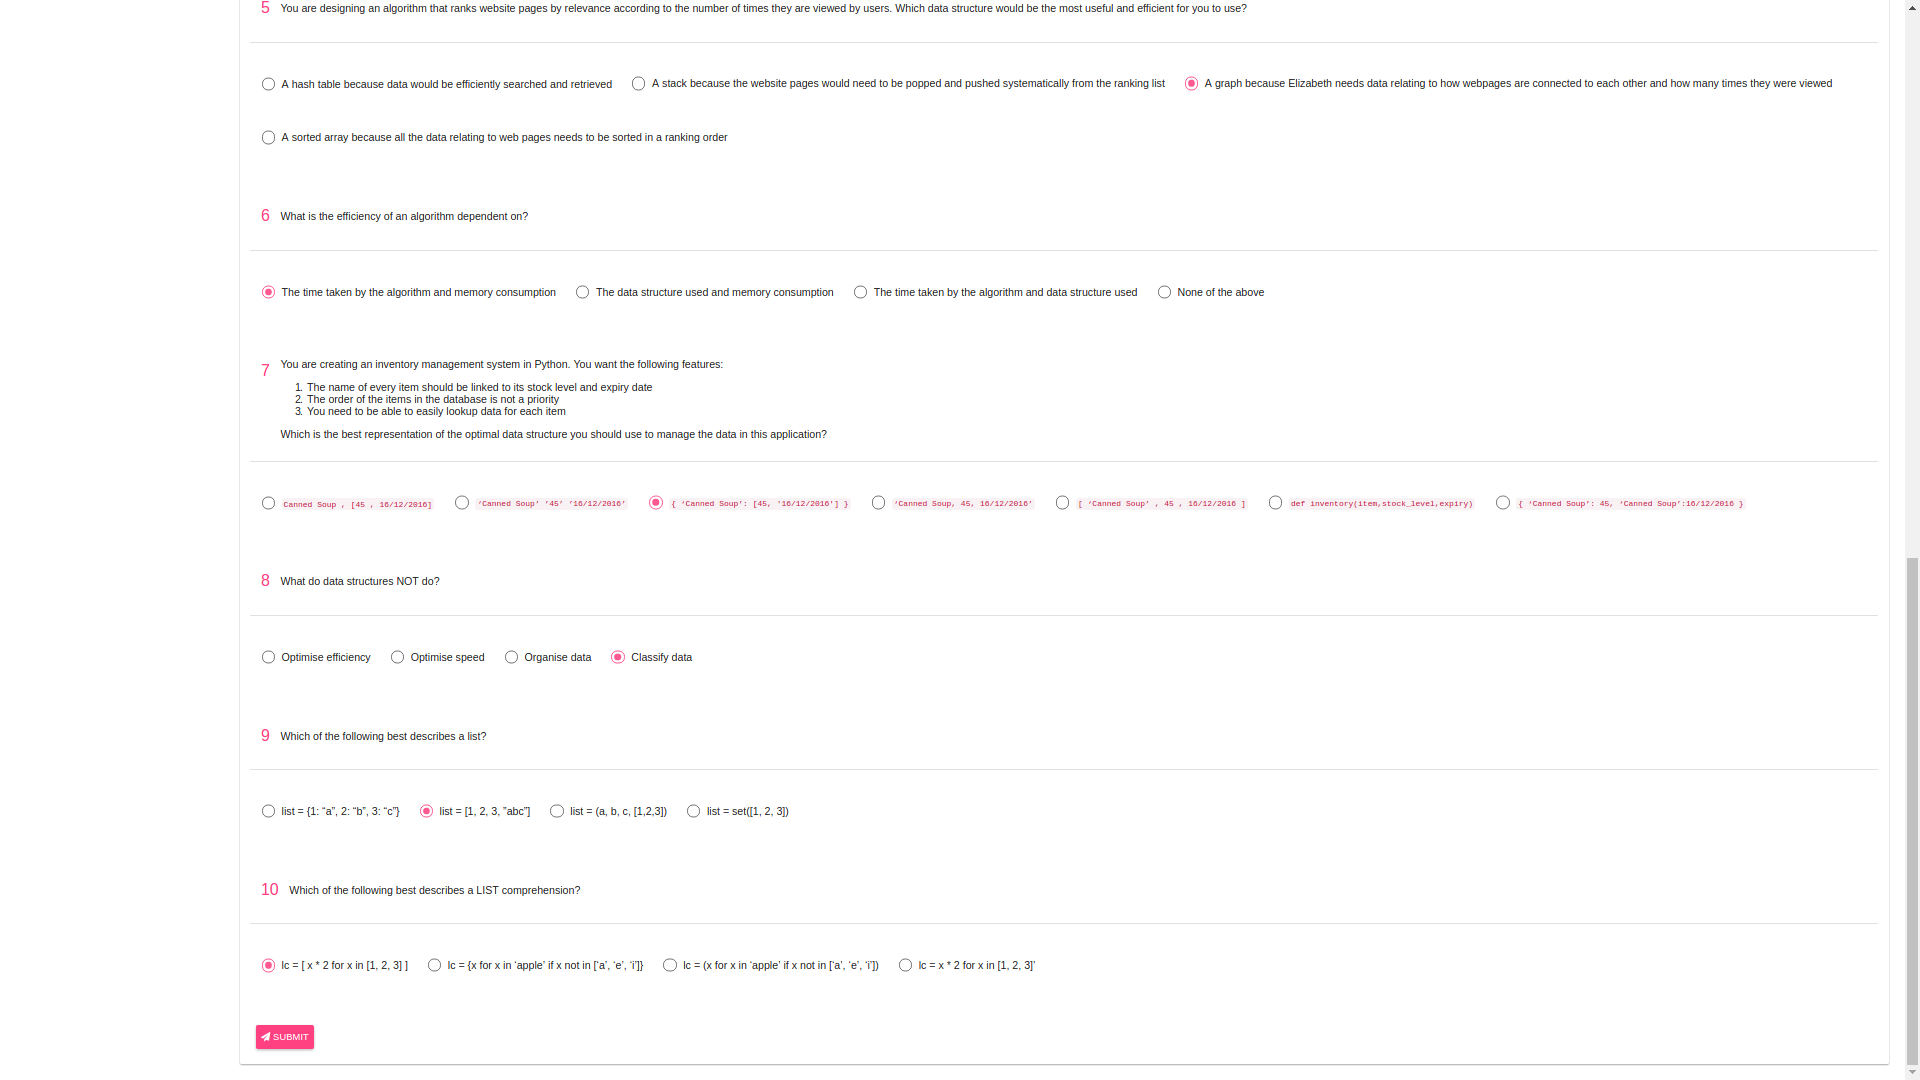 5 You are designing an algorithm that ranks website pages by relevance according to the number of times they are viewed by users. Which data structure would be the most useful and efficient for you to use?
A hash table because data would be efficiently searched and retrieved A stack because the website pages would need to be popped and pushed systematically from the ranking list A graph because Elizabeth needs data relating to how webpages are connected to each other and how many times they were viewed
A sorted array because all the data relating to web pages needs to be sorted in a ranking order
6 What is the efficiency of an algorithm dependent on?
The time taken by the algorithm and memory consumption The data structure used and memory consumption The time taken by the algorithm and data structure used None of the above
7 You are creating an inventory management system in Python. You want the following features:
1. The name of every item should be linked to its stock level and expiry date
2. The order of the items in the database is not a priority
3. You need to be able to easily lookup data for each item
Which is the best representation of the optimal data structure you should use to manage the data in this application?
Canned Soup , [45 , 16/12/2016] ‘Canned Soup’ ’45’ ‘16/12/2016’ { ‘Canned Soup’: [45, ‘16/12/2016’] } ‘Canned Soup, 45, 16/12/2016’ [ ‘Canned Soup’ , 45 , 16/12/2016 ] def inventory(item,stock_level,expiry) { ‘Canned Soup’: 45, ‘Canned Soup’:16/12/2016 }
8 What do data structures NOT do?
Optimise efficiency Optimise speed Organise data Classify data
9 Which of the following best describes a list?
list = {1: “a”, 2: “b”, 3: “c”} list = [1, 2, 3, ”abc”] list = (a, b, c, [1,2,3]) list = set([1, 2, 3])
10 Which of the following best describes a LIST comprehension?
lc = [ x * 2 for x in [1, 2, 3] ] lc = {x for x in ‘apple’ if x not in [‘a’, ‘e’, ‘i’]} lc = (x for x in ‘apple’ if x not in [‘a’, ‘e’, ‘i’]) lc = x * 2 for x in [1, 2, 3]’
SUBMIT